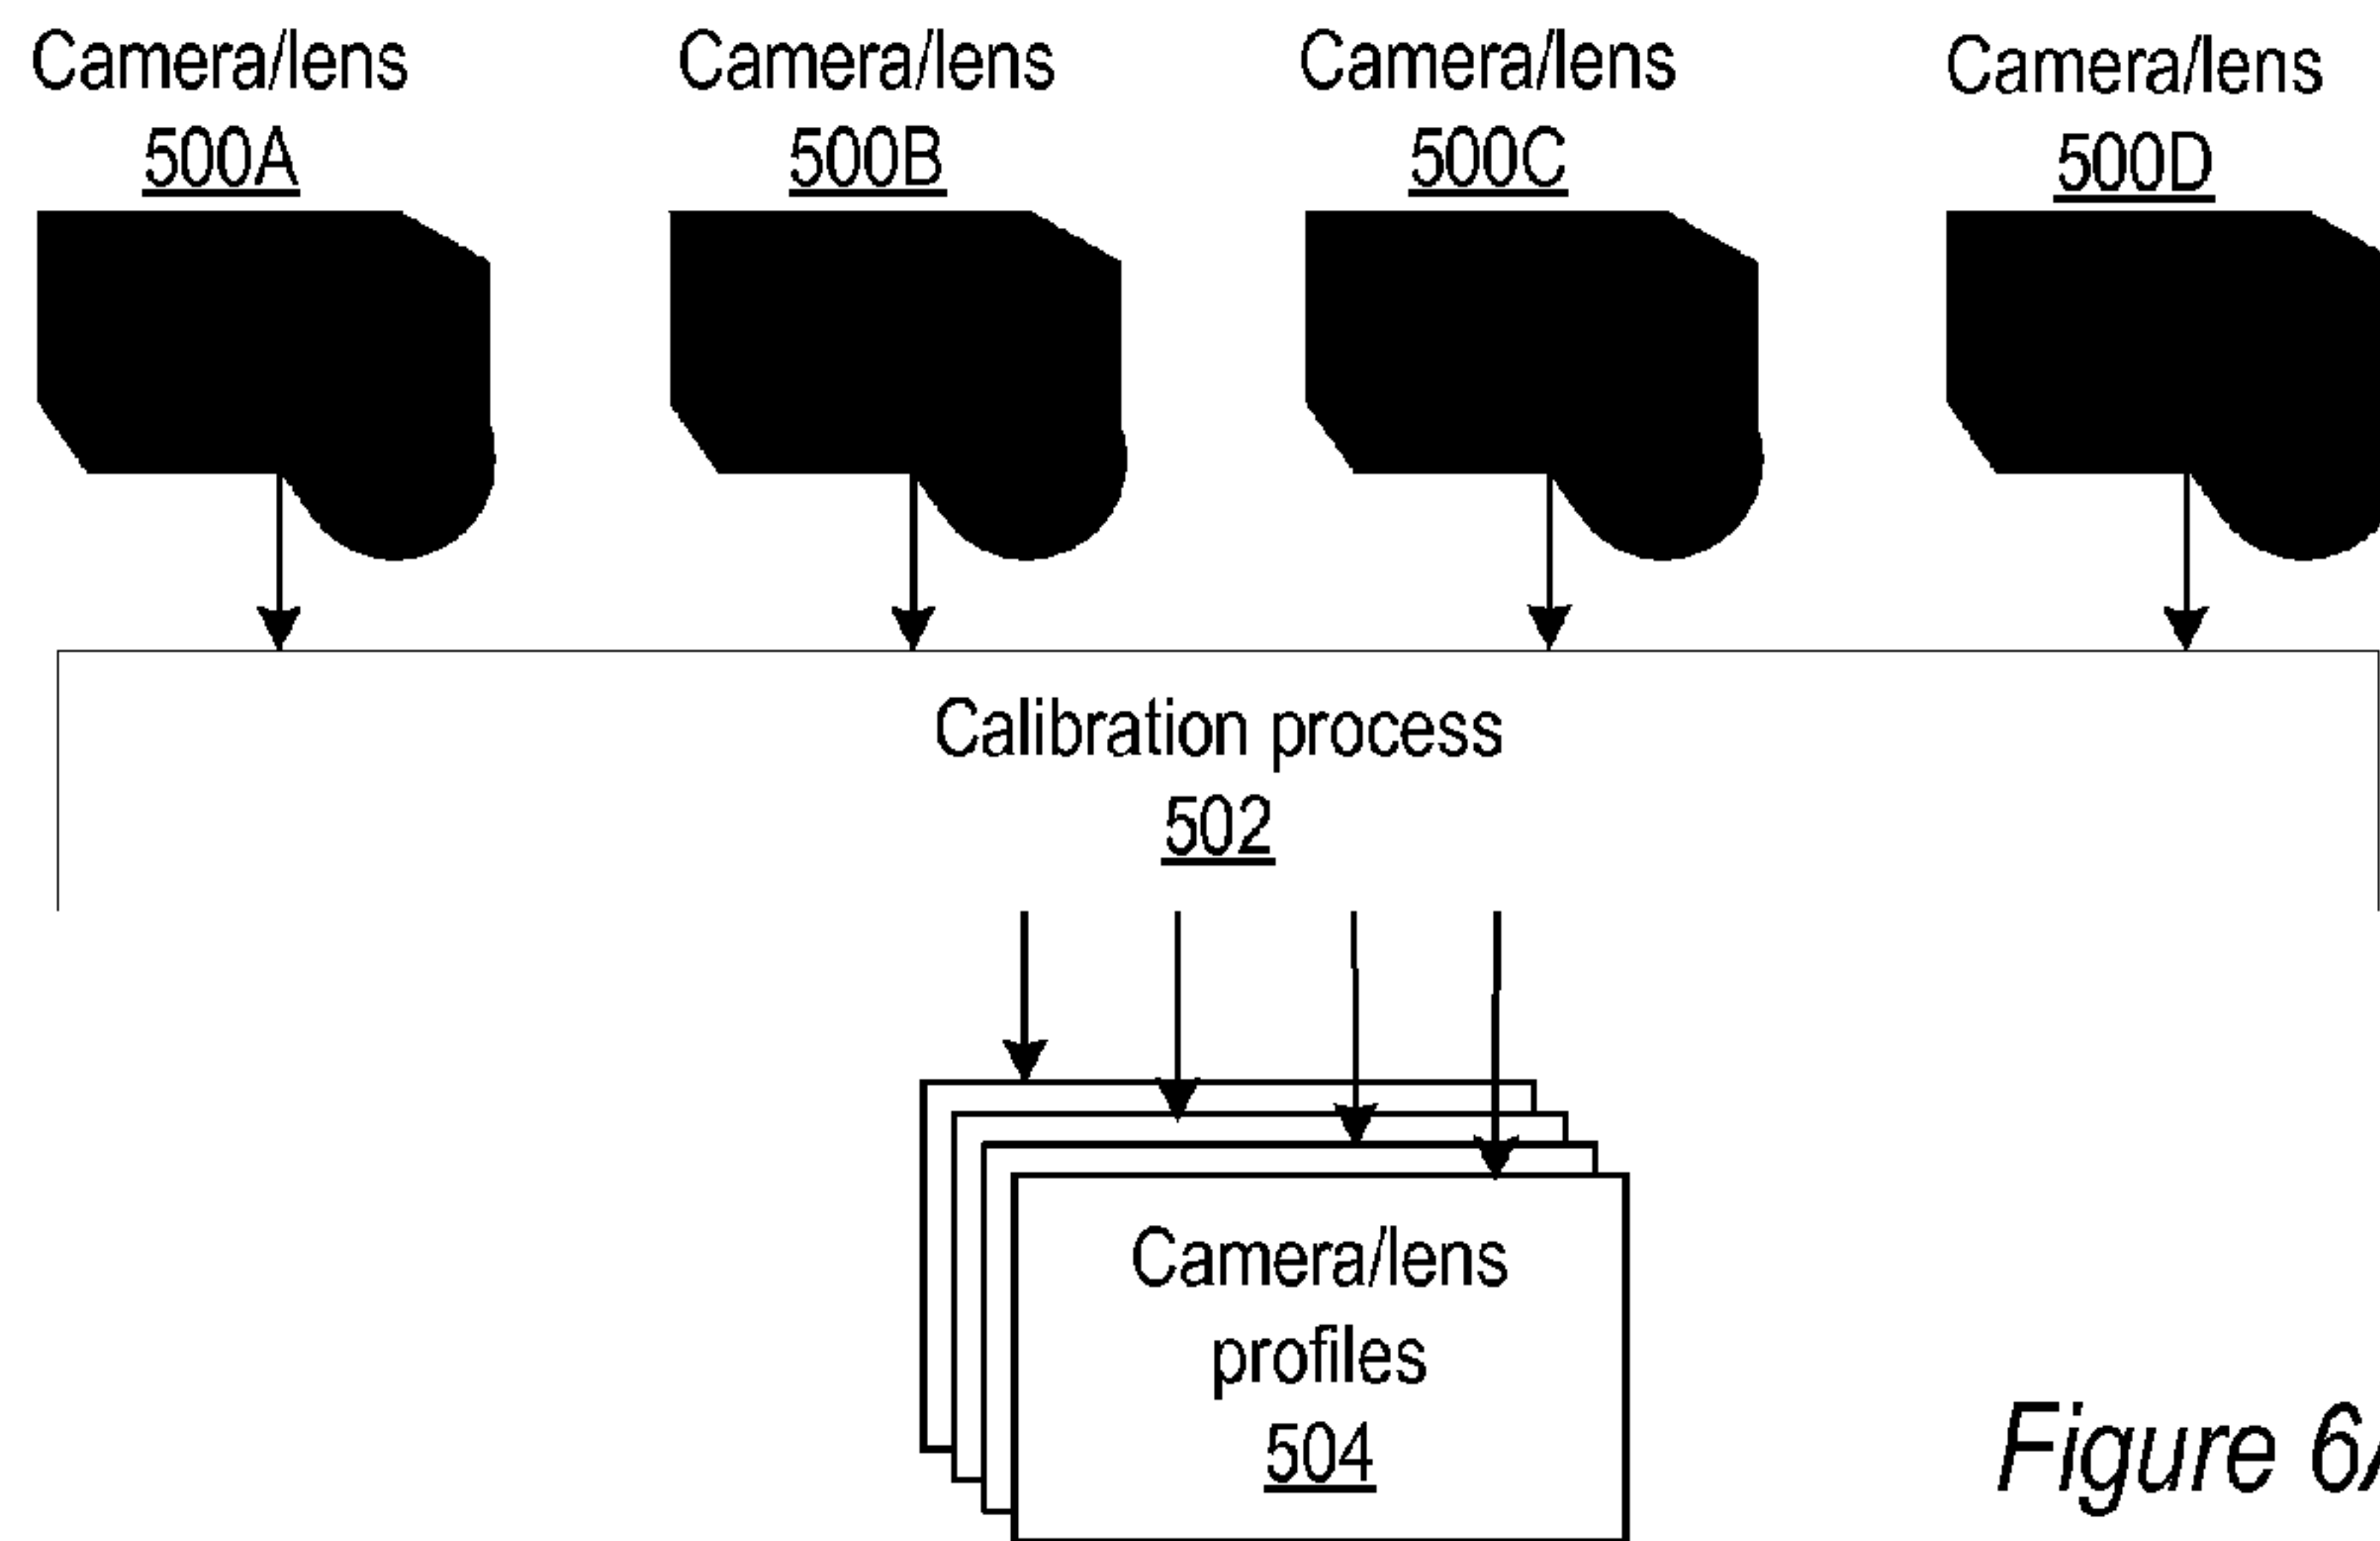 Camera/lens
500A
Camera/lens
500B
Camera/lens
500C
Camera/lens
500D
Calibration process
502
Camera/lens
profiles
504
Figure 6